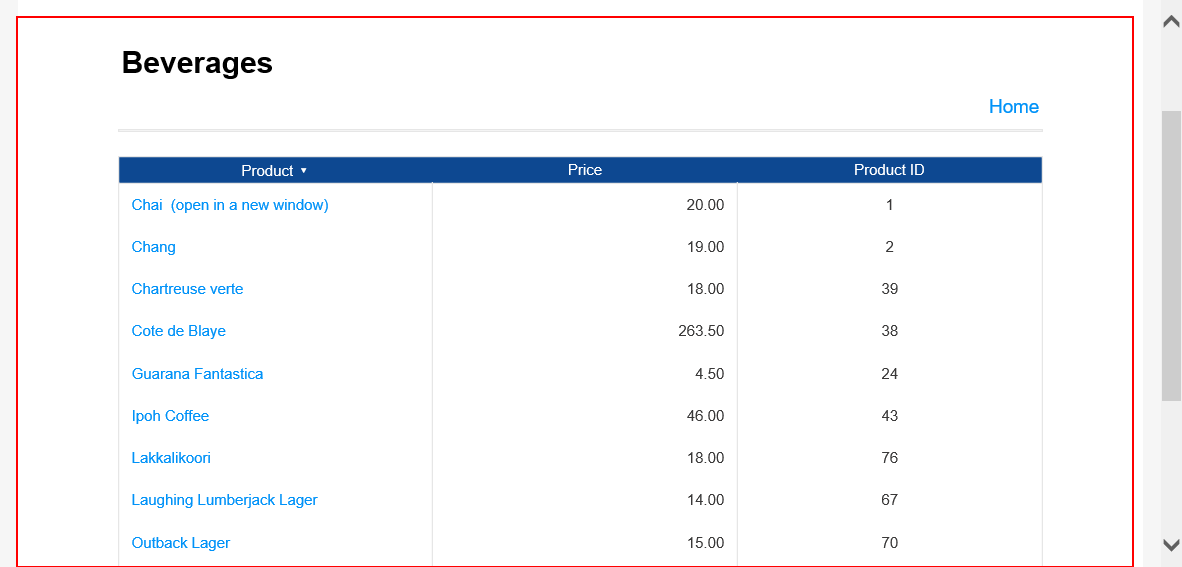 Beverages
Home
Product ▼ Price Product ID
Chai  (open in a new window) 20.00 1
Chang 19.00 2
Chartreuse verte 18.00 39
Cote de Blaye 263.50 38
Guarana Fantastica 4.50 24
Ipoh Coffee 46.00 43
Lakkalikoori 18.00 76
Laughing Lumberjack Lager 14.00 67
Outback Lager 15.00 70